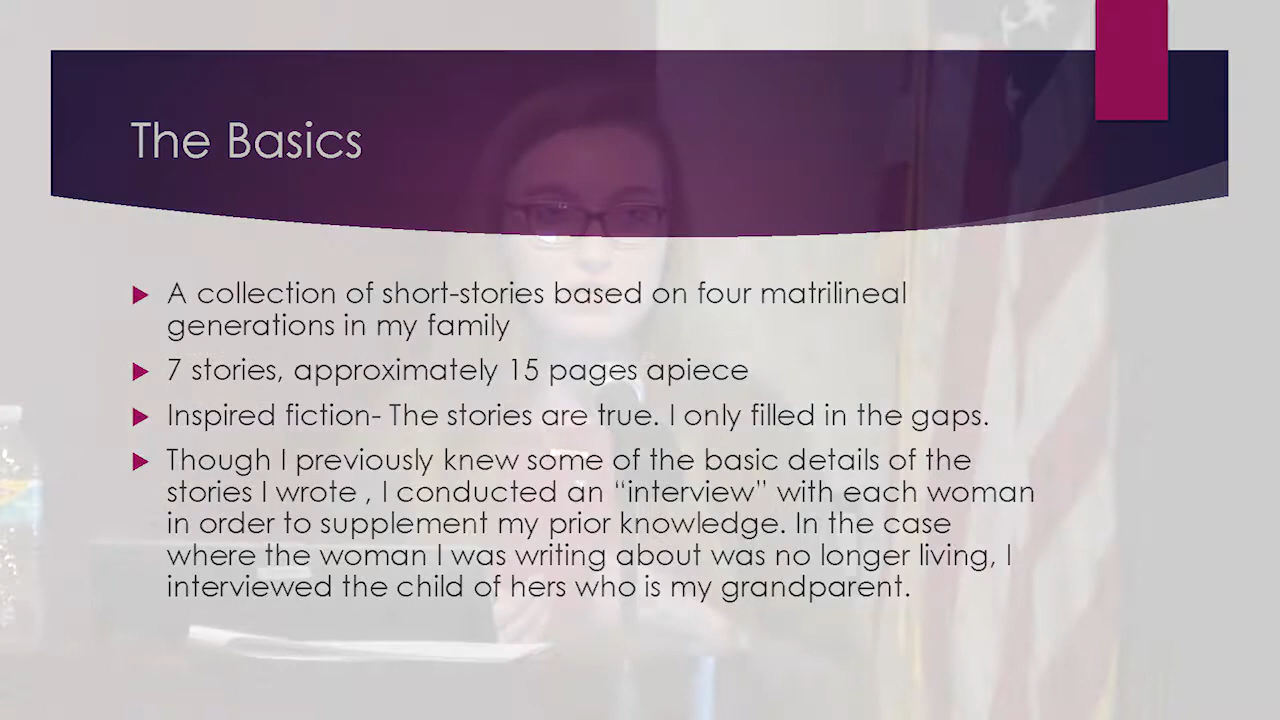 The Basics
A collection of short-stories based on four matrilineal
generations in my family
7 stories, approximately 15 pages apiece
Inspired fiction- The stories are true. I only filled in the gaps.
Though I previously knew some of the basic details of the
stories I wrote , I conducted an “interview” with each woman
in order to supplement my prior knowledge. In the case
where the woman I was writing about was no longer living, I
interviewed the child of hers who is my grandparent.